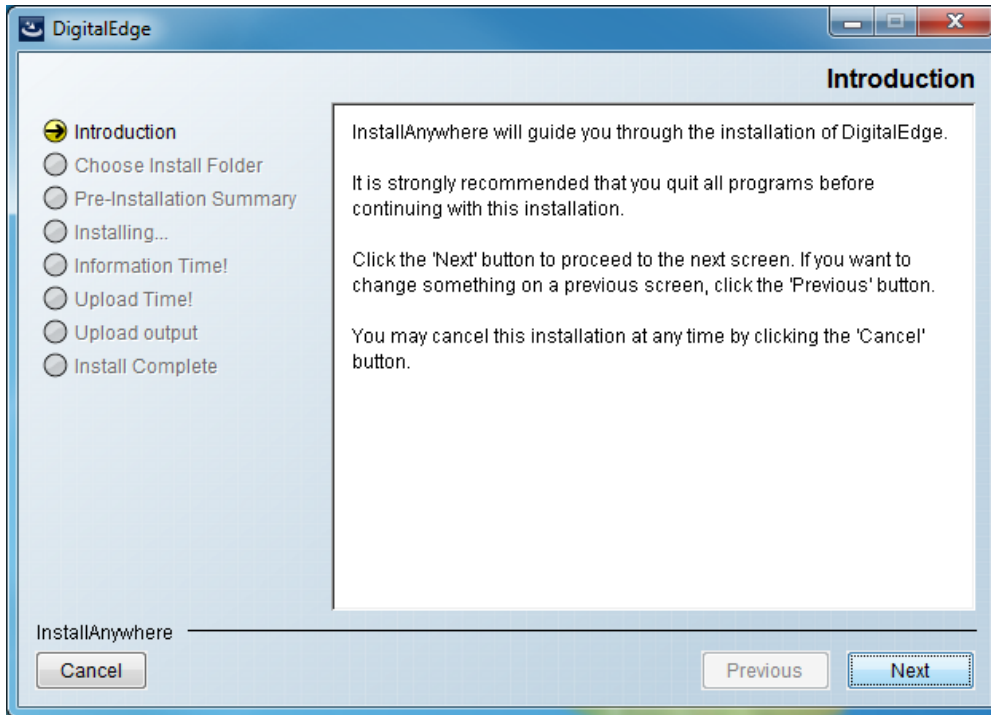 DigitalEdge
Introduction
Introduction
Choose Install Folder
Pre-Installation Summary
Installing...
Information Time!
Upload Time!
Upload output
Install Complete
InstallAnywhere will guide you through the installation of DigitalEdge.
It is strongly recommended that you quit all programs before
continuing with this installation.
Click the 'Next' button to proceed to the next screen. If you want to
change something on a previous screen, click the 'Previous' button.
You may cancel this installation at any time by clicking the 'Cancel'
button.
InstallAnywhere
Cancel
Previous
Next